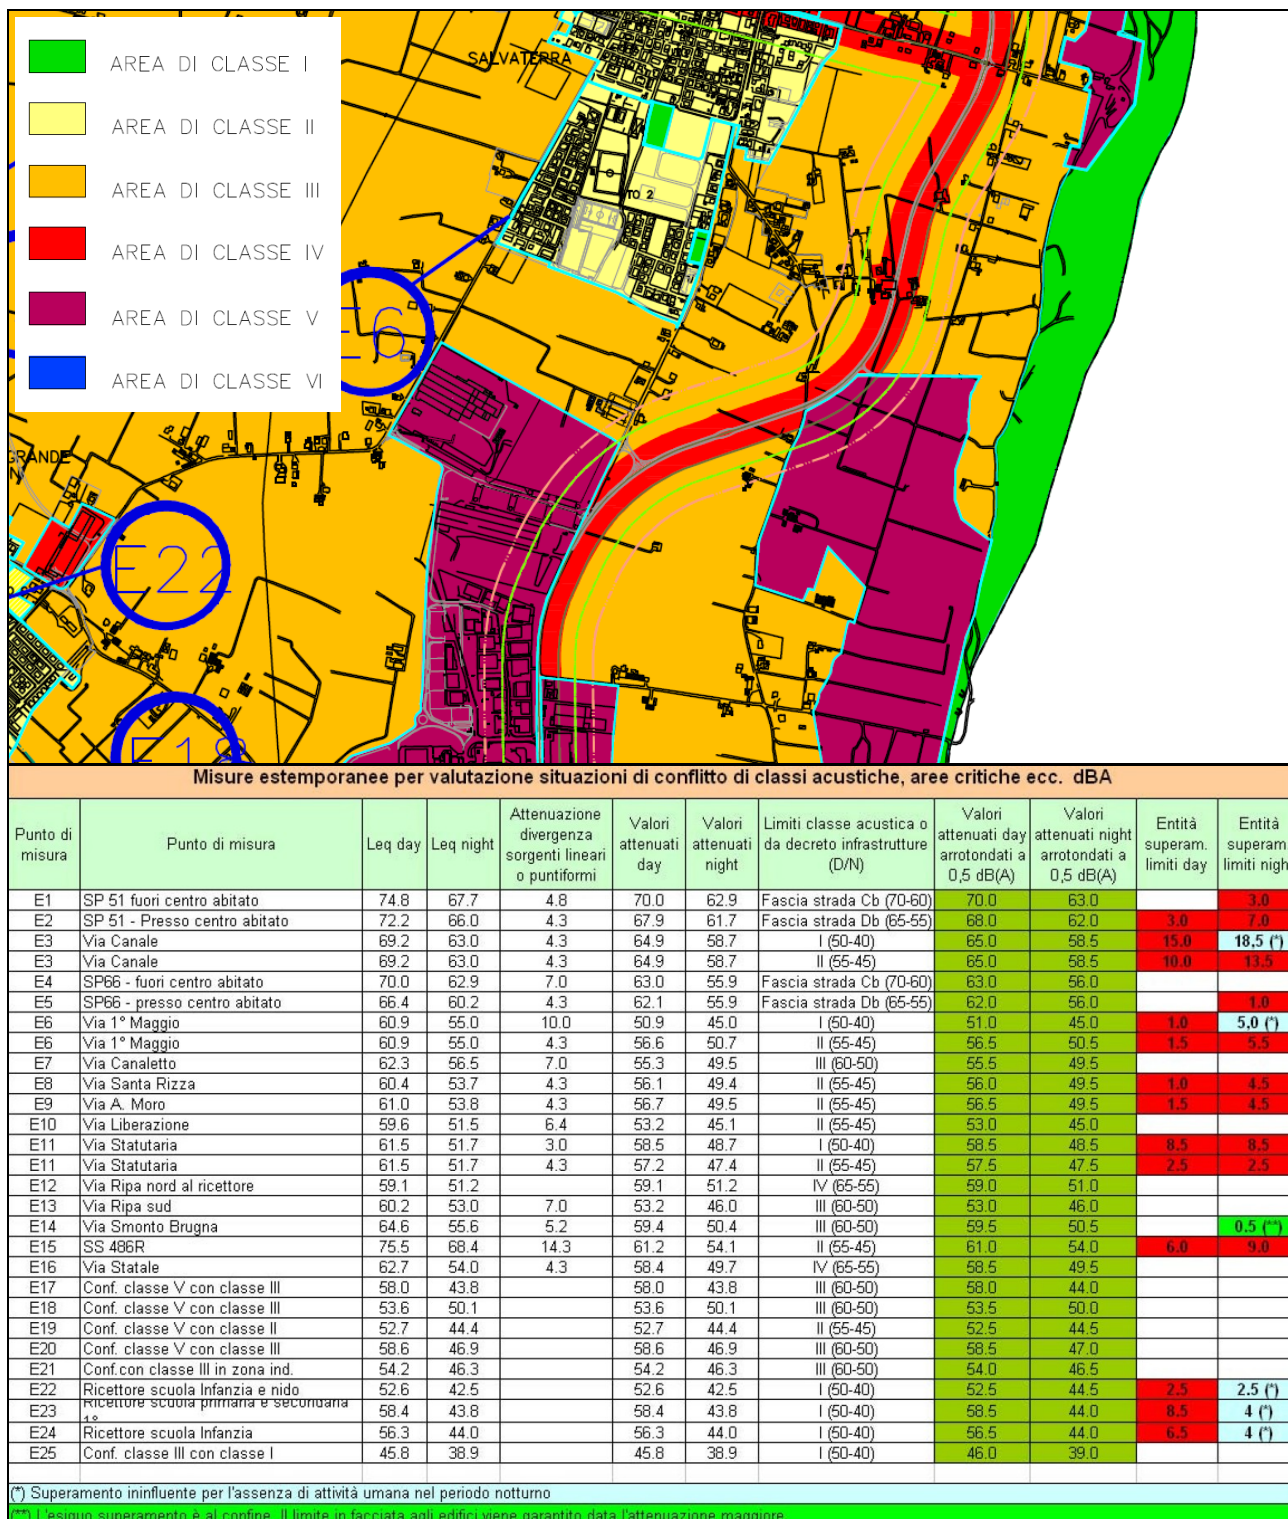 AREA DI CLASSE I
AREA DI CLASSE II
AREA DI CLASSE III
AREA DI CLASSE IV
AREA DI CLASSE V
AREA DI CLASSE VI
SALVATERRA
TO 2
E6
GRANDE
E22
E18
Misure estemporanee per valutazione situazioni di conflitto di classi acustiche, aree critiche ecc. dBA
Punto di misura | Punto di misura | Leq day | Leq night | Attenuazione divergenza sorgenti lineari o puntiformi | Valori attenuati day | Valori attenuati night | Limiti classe acustica o da decreto infrastrutture (D/N) | Valori attenuati day arrotondati a 0,5 dB(A) | Valori attenuati night arrotondati a 0,5 dB(A) | Entità superam. limiti day | Entità superam limiti nigh
E1 | SP 51 fuori centro abitato | 74.8 | 67.7 | 4.8 | 70.0 | 62.9 | Fascia strada Cb (70-60) | 70.0 | 63.0 | | 3.0
E2 | SP 51 - Presso centro abitato | 72.2 | 66.0 | 4.3 | 67.9 | 61.7 | Fascia strada Db (65-55) | 68.0 | 62.0 | 3.0 | 7.0
E3 | Via Canale | 69.2 | 63.0 | 4.3 | 64.9 | 58.7 | I (50-40) | 65.0 | 58.5 | 15.0 | 18,5 (*)
E3 | Via Canale | 69.2 | 63.0 | 4.3 | 64.9 | 58.7 | II (55-45) | 65.0 | 58.5 | 10.0 | 13.5
E4 | SP66 - fuori centro abitato | 70.0 | 62.9 | 7.0 | 63.0 | 55.9 | Fascia strada Cb (70-60) | 63.0 | 56.0
E5 | SP66 - presso centro abitato | 66.4 | 60.2 | 4.3 | 62.1 | 55.9 | Fascia strada Db (65-55) | 62.0 | 56.0 | | 1.0
E6 | Via 1° Maggio | 60.9 | 55.0 | 10.0 | 50.9 | 45.0 | I (50-40) | 51.0 | 45.0 | 1.0 | 5,0 (*)
E6 | Via 1° Maggio | 60.9 | 55.0 | 4.3 | 56.6 | 50.7 | II (55-45) | 56.5 | 50.5 | 1.5 | 5.5
E7 | Via Canaletto | 62.3 | 56.5 | 7.0 | 55.3 | 49.5 | III (60-50) | 55.5 | 49.5
E8 | Via Santa Rizza | 60.4 | 53.7 | 4.3 | 56.1 | 49.4 | II (55-45) | 56.0 | 49.5 | 1.0 | 4.5
E9 | Via A. Moro | 61.0 | 53.8 | 4.3 | 56.7 | 49.5 | II (55-45) | 56.5 | 49.5 | 1.5 | 4.5
E10 | Via Liberazione | 59.6 | 51.5 | 6.4 | 53.2 | 45.1 | II (55-45) | 53.0 | 45.0
E11 | Via Statutaria | 61.5 | 51.7 | 3.0 | 58.5 | 48.7 | I (50-40) | 58.5 | 48.5 | 8.5 | 8.5
E11 | Via Statutaria | 61.5 | 51.7 | 4.3 | 57.2 | 47.4 | II (55-45) | 57.5 | 47.5 | 2.5 | 2.5
E12 | Via Ripa nord al ricettore | 59.1 | 51.2 | | 59.1 | 51.2 | IV (65-55) | 59.0 | 51.0
E13 | Via Ripa sud | 60.2 | 53.0 | 7.0 | 53.2 | 46.0 | III (60-50) | 53.0 | 46.0
E14 | Via Smonto Brugna | 64.6 | 55.6 | 5.2 | 59.4 | 50.4 | III (60-50) | 59.5 | 50.5 | | 0.5 (**)
E15 | SS 486R | 75.5 | 68.4 | 14.3 | 61.2 | 54.1 | II (55-45) | 61.0 | 54.0 | 6.0 | 9.0
E16 | Via Statale | 62.7 | 54.0 | 4.3 | 58.4 | 49.7 | IV (65-55) | 58.5 | 49.5
E17 | Conf. classe V con classe III | 58.0 | 43.8 | | 58.0 | 43.8 | III (60-50) | 58.0 | 44.0
E18 | Conf. classe V con classe III | 53.6 | 50.1 | | 53.6 | 50.1 | III (60-50) | 53.5 | 50.0
E19 | Conf. classe V con classe II | 52.7 | 44.4 | | 52.7 | 44.4 | II (55-45) | 52.5 | 44.5
E20 | Conf. classe V con classe III | 58.6 | 46.9 | | 58.6 | 46.9 | III (60-50) | 58.5 | 47.0
E21 | Conf.con classe III in zona ind. | 54.2 | 46.3 | | 54.2 | 46.3 | III (60-50) | 54.0 | 46.5
E22 | Ricettore scuola Infanzia e nido | 52.6 | 42.5 | | 52.6 | 42.5 | I (50-40) | 52.5 | 44.5 | 2.5 | 2.5 (*)
E23 | Ricettore scuola primaria e secondaria 1° | 58.4 | 43.8 | | 58.4 | 43.8 | I (50-40) | 58.5 | 44.0 | 8.5 | 4 (*)
E24 | Ricettore scuola Infanzia | 56.3 | 44.0 | | 56.3 | 44.0 | I (50-40) | 56.5 | 44.0 | 6.5 | 4 (*)
E25 | Conf. classe III con classe I | 45.8 | 38.9 | | 45.8 | 38.9 | I (50-40) | 46.0 | 39.0
(*) Superamento ininfluente per l'assenza di attività umana nel periodo notturno
(**) L'esiguo superamento è al confine. Il limite in facciata agli edifici viene garantito data l'attenuazione maggiore